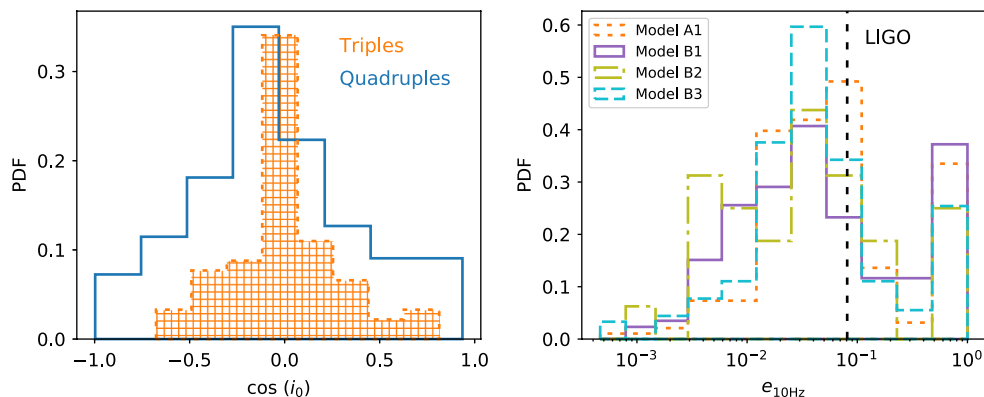 Triples
Quadruples
PDF
0.3
0.2
0.1
0.0
−1.0
−0.5
0.0
0.5
1.0
cos (i₀)
Model A1
Model B1
Model B2
Model B3
LIGO
PDF
0.6
0.5
0.4
0.3
0.2
0.1
0.0
10⁻³
10⁻²
10⁻¹
10⁰
e₁₀Hz